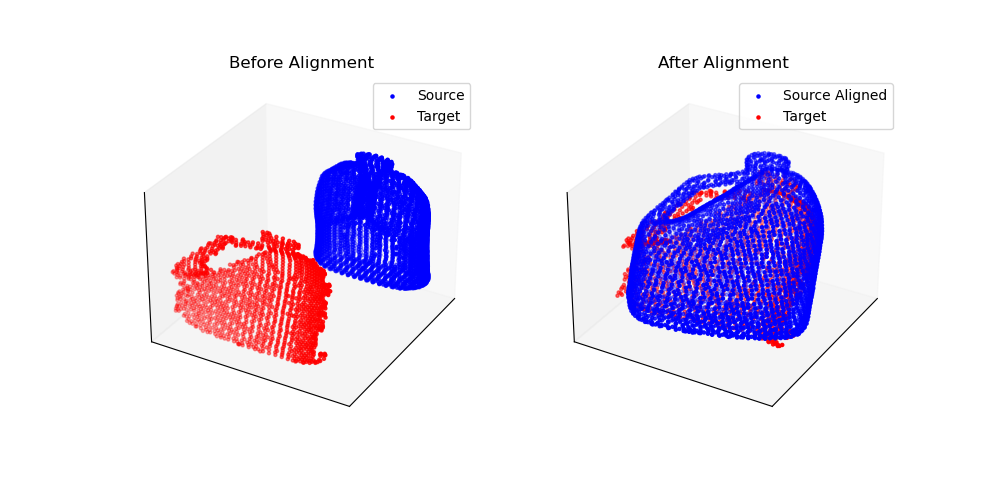 Before Alignment
Source
Target
After Alignment
Source Aligned
Target